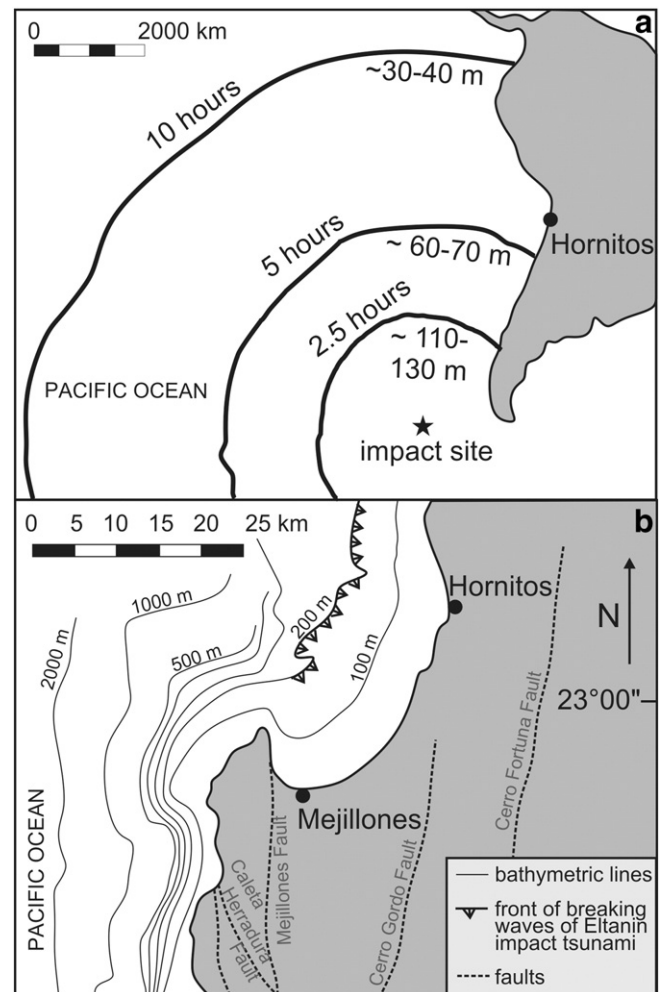 a
0 2000 km
~30-40 m
10 hours
Hornitos
5 hours
~ 60-70 m
2.5 hours
~ 110-
130 m
PACIFIC OCEAN
impact site
b
0 5 10 15 20 25 km
Hornitos
1000 m
200 m
N
500 m
100 m
2000 m
23°00"
Cerro Fortuna Fault
PACIFIC OCEAN
Mejillones
Mejillones Fault
Caleta
Herradura
Fault
Cerro Gordo Fault
bathymetric lines
front of breaking
waves of Eltanin
impact tsunami
faults